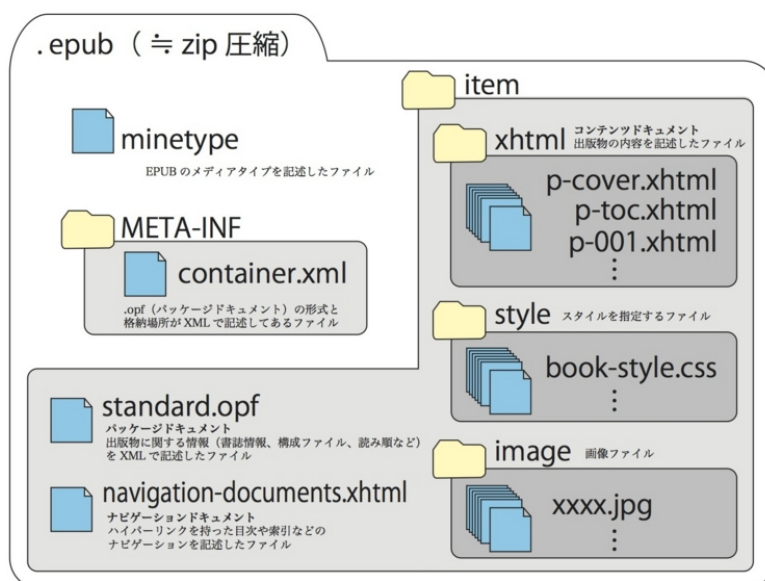 .epub（≒ zip 圧縮）
minetype
EPUB のメディアタイプを記述したファイル
META-INF
container.xml
.opf（パッケージドキュメント）の形式と
格納場所が XML で記述してあるファイル
item
xhtml コンテンツドキュメント
出版物の内容を記述したファイル
p-cover.xhtml
p-toc.xhtml
p-001.xhtml
⋮
style スタイルを指定するファイル
book-style.css
⋮
image 画像ファイル
xxxx.jpg
⋮
standard.opf
パッケージドキュメント
出版物に関する情報（書誌情報、構成ファイル、読み順など）
を XML で記述したファイル
navigation-documents.xhtml
ナビゲーションドキュメント
ハイパーリンクを持った目次や索引などの
ナビゲーションを記述したファイル